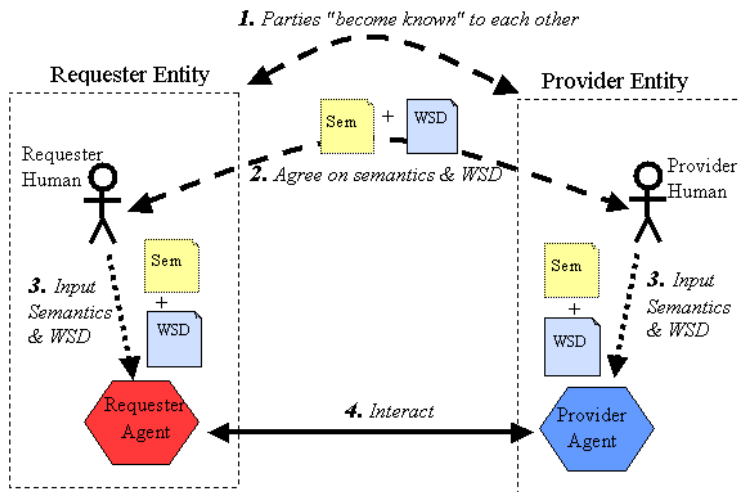 1. Parties "become known" to each other
Requester Entity
Provider Entity
Sem
+
WSD
Requester
Human
Provider
Human
2. Agree on semantics & WSD
3. Input
Semantics
& WSD
Sem
+
WSD
Sem
+
WSD
3. Input
Semantics
& WSD
Requester
Agent
4. Interact
Provider
Agent